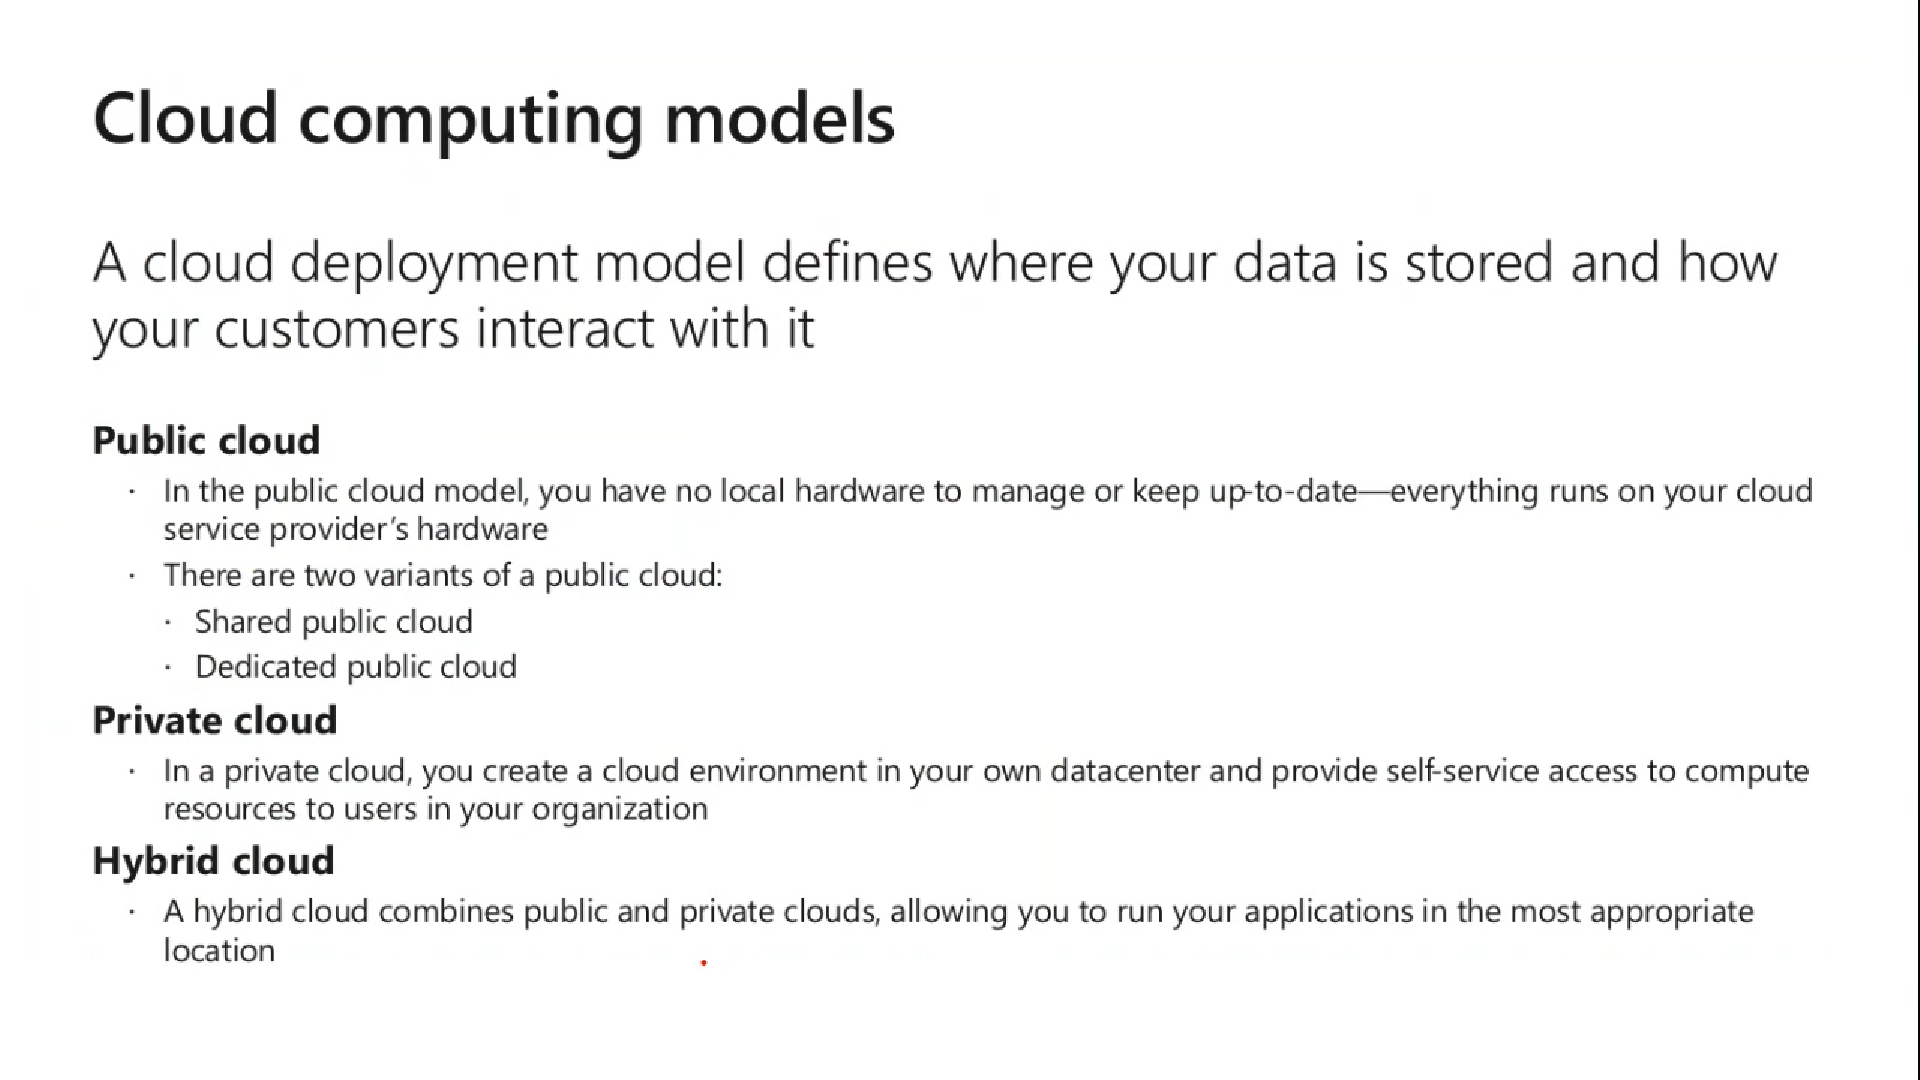 Cloud computing models
A cloud deployment model defines where your data is stored and how
your customers interact with it
Public cloud
· In the public cloud model, you have no local hardware to manage or keep up-to-date—everything runs on your cloud
service provider’s hardware
· There are two variants of a public cloud:
· Shared public cloud
· Dedicated public cloud
Private cloud
· In a private cloud, you create a cloud environment in your own datacenter and provide self-service access to compute
resources to users in your organization
Hybrid cloud
· A hybrid cloud combines public and private clouds, allowing you to run your applications in the most appropriate
location